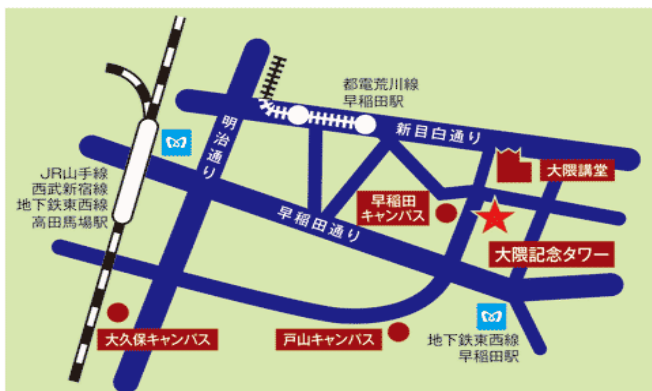 都電荒川線
早稲田駅
新目白通り
明治通り
大隈講堂
JR山手線
西武新宿線
地下鉄東西線
高田馬場駅
早稲田
キャンパス
早稲田通り
大隈記念タワー
大久保キャンパス
戸山キャンパス
地下鉄東西線
早稲田駅